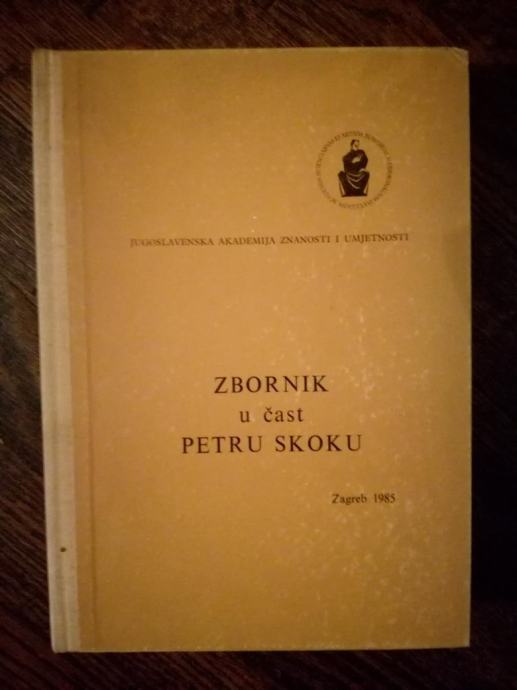 JUGOSLAVENSKA AKADEMIJA ZNANOSTI I UMJETNOSTI
ZBORNIK
u čast
PETRU SKOKU
Zagreb 1985